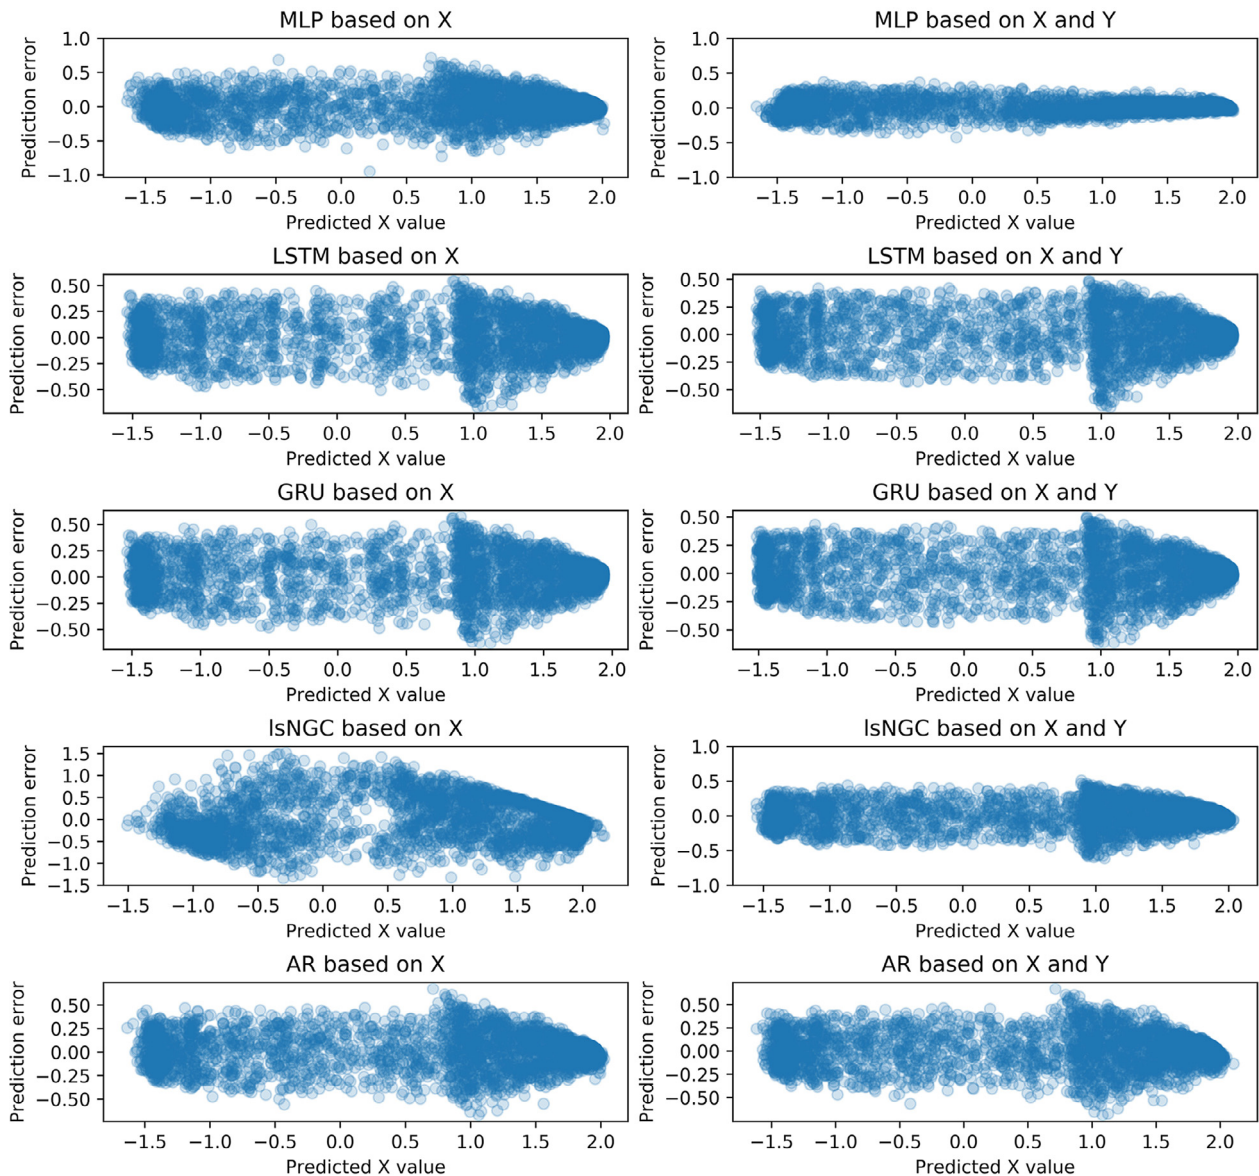 MLP based on X
Prediction error
1.0
0.5
0.0
−0.5
−1.0
−1.5 −1.0 −0.5 0.0 0.5 1.0 1.5 2.0
Predicted X value
MLP based on X and Y
Prediction error
1.0
0.5
0.0
−0.5
−1.0
−1.5 −1.0 −0.5 0.0 0.5 1.0 1.5 2.0
Predicted X value
LSTM based on X
Prediction error
0.50
0.25
0.00
−0.25
−0.50
−1.5 −1.0 −0.5 0.0 0.5 1.0 1.5 2.0
Predicted X value
LSTM based on X and Y
Prediction error
0.50
0.25
0.00
−0.25
−0.50
−1.5 −1.0 −0.5 0.0 0.5 1.0 1.5 2.0
Predicted X value
GRU based on X
Prediction error
0.50
0.25
0.00
−0.25
−0.50
−1.5 −1.0 −0.5 0.0 0.5 1.0 1.5 2.0
Predicted X value
GRU based on X and Y
Prediction error
0.50
0.25
0.00
−0.25
−0.50
−1.5 −1.0 −0.5 0.0 0.5 1.0 1.5 2.0
Predicted X value
lsNGC based on X
Prediction error
1.5
1.0
0.5
0.0
−0.5
−1.0
−1.5
−1.5 −1.0 −0.5 0.0 0.5 1.0 1.5 2.0
Predicted X value
lsNGC based on X and Y
Prediction error
1.0
0.5
0.0
−0.5
−1.0
−1.5 −1.0 −0.5 0.0 0.5 1.0 1.5 2.0
Predicted X value
AR based on X
Prediction error
0.50
0.25
0.00
−0.25
−0.50
−1.5 −1.0 −0.5 0.0 0.5 1.0 1.5 2.0
Predicted X value
AR based on X and Y
Prediction error
0.50
0.25
0.00
−0.25
−0.50
−1.5 −1.0 −0.5 0.0 0.5 1.0 1.5 2.0
Predicted X value